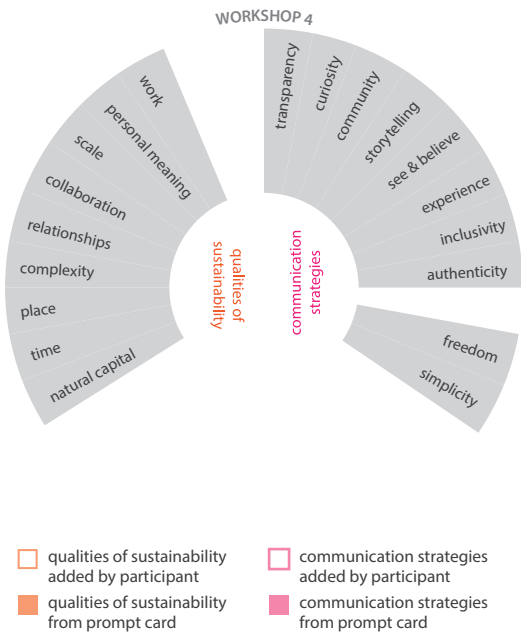 WORKSHOP 4
work
personal meaning
scale
collaboration
relationships
complexity
place
time
natural capital
qualities of
sustainability
transparency
curiosity
community
storytelling
see & believe
experience
inclusivity
authenticity
freedom
simplicity
communication
strategies
qualities of sustainability
added by participant
qualities of sustainability
from prompt card
communication strategies
added by participant
communication strategies
from prompt card